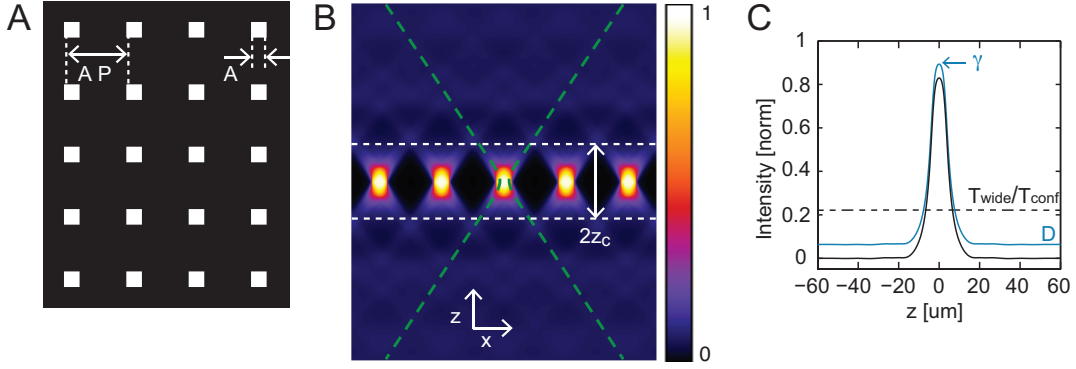 A
A P
A
B
2z_C
z
x
1
0
C
Intensity [norm]
1
0.8
0.6
0.4
0.2
0
γ
T_wide/T_conf
D
−60 −40 −20 0 20 40 60
z [um]